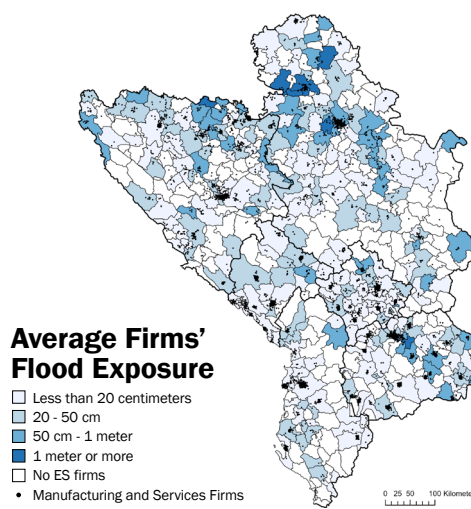 Average Firms'
Flood Exposure
Less than 20 centimeters
20 - 50 cm
50 cm - 1 meter
1 meter or more
No ES firms
Manufacturing and Services Firms
0 25 50 100